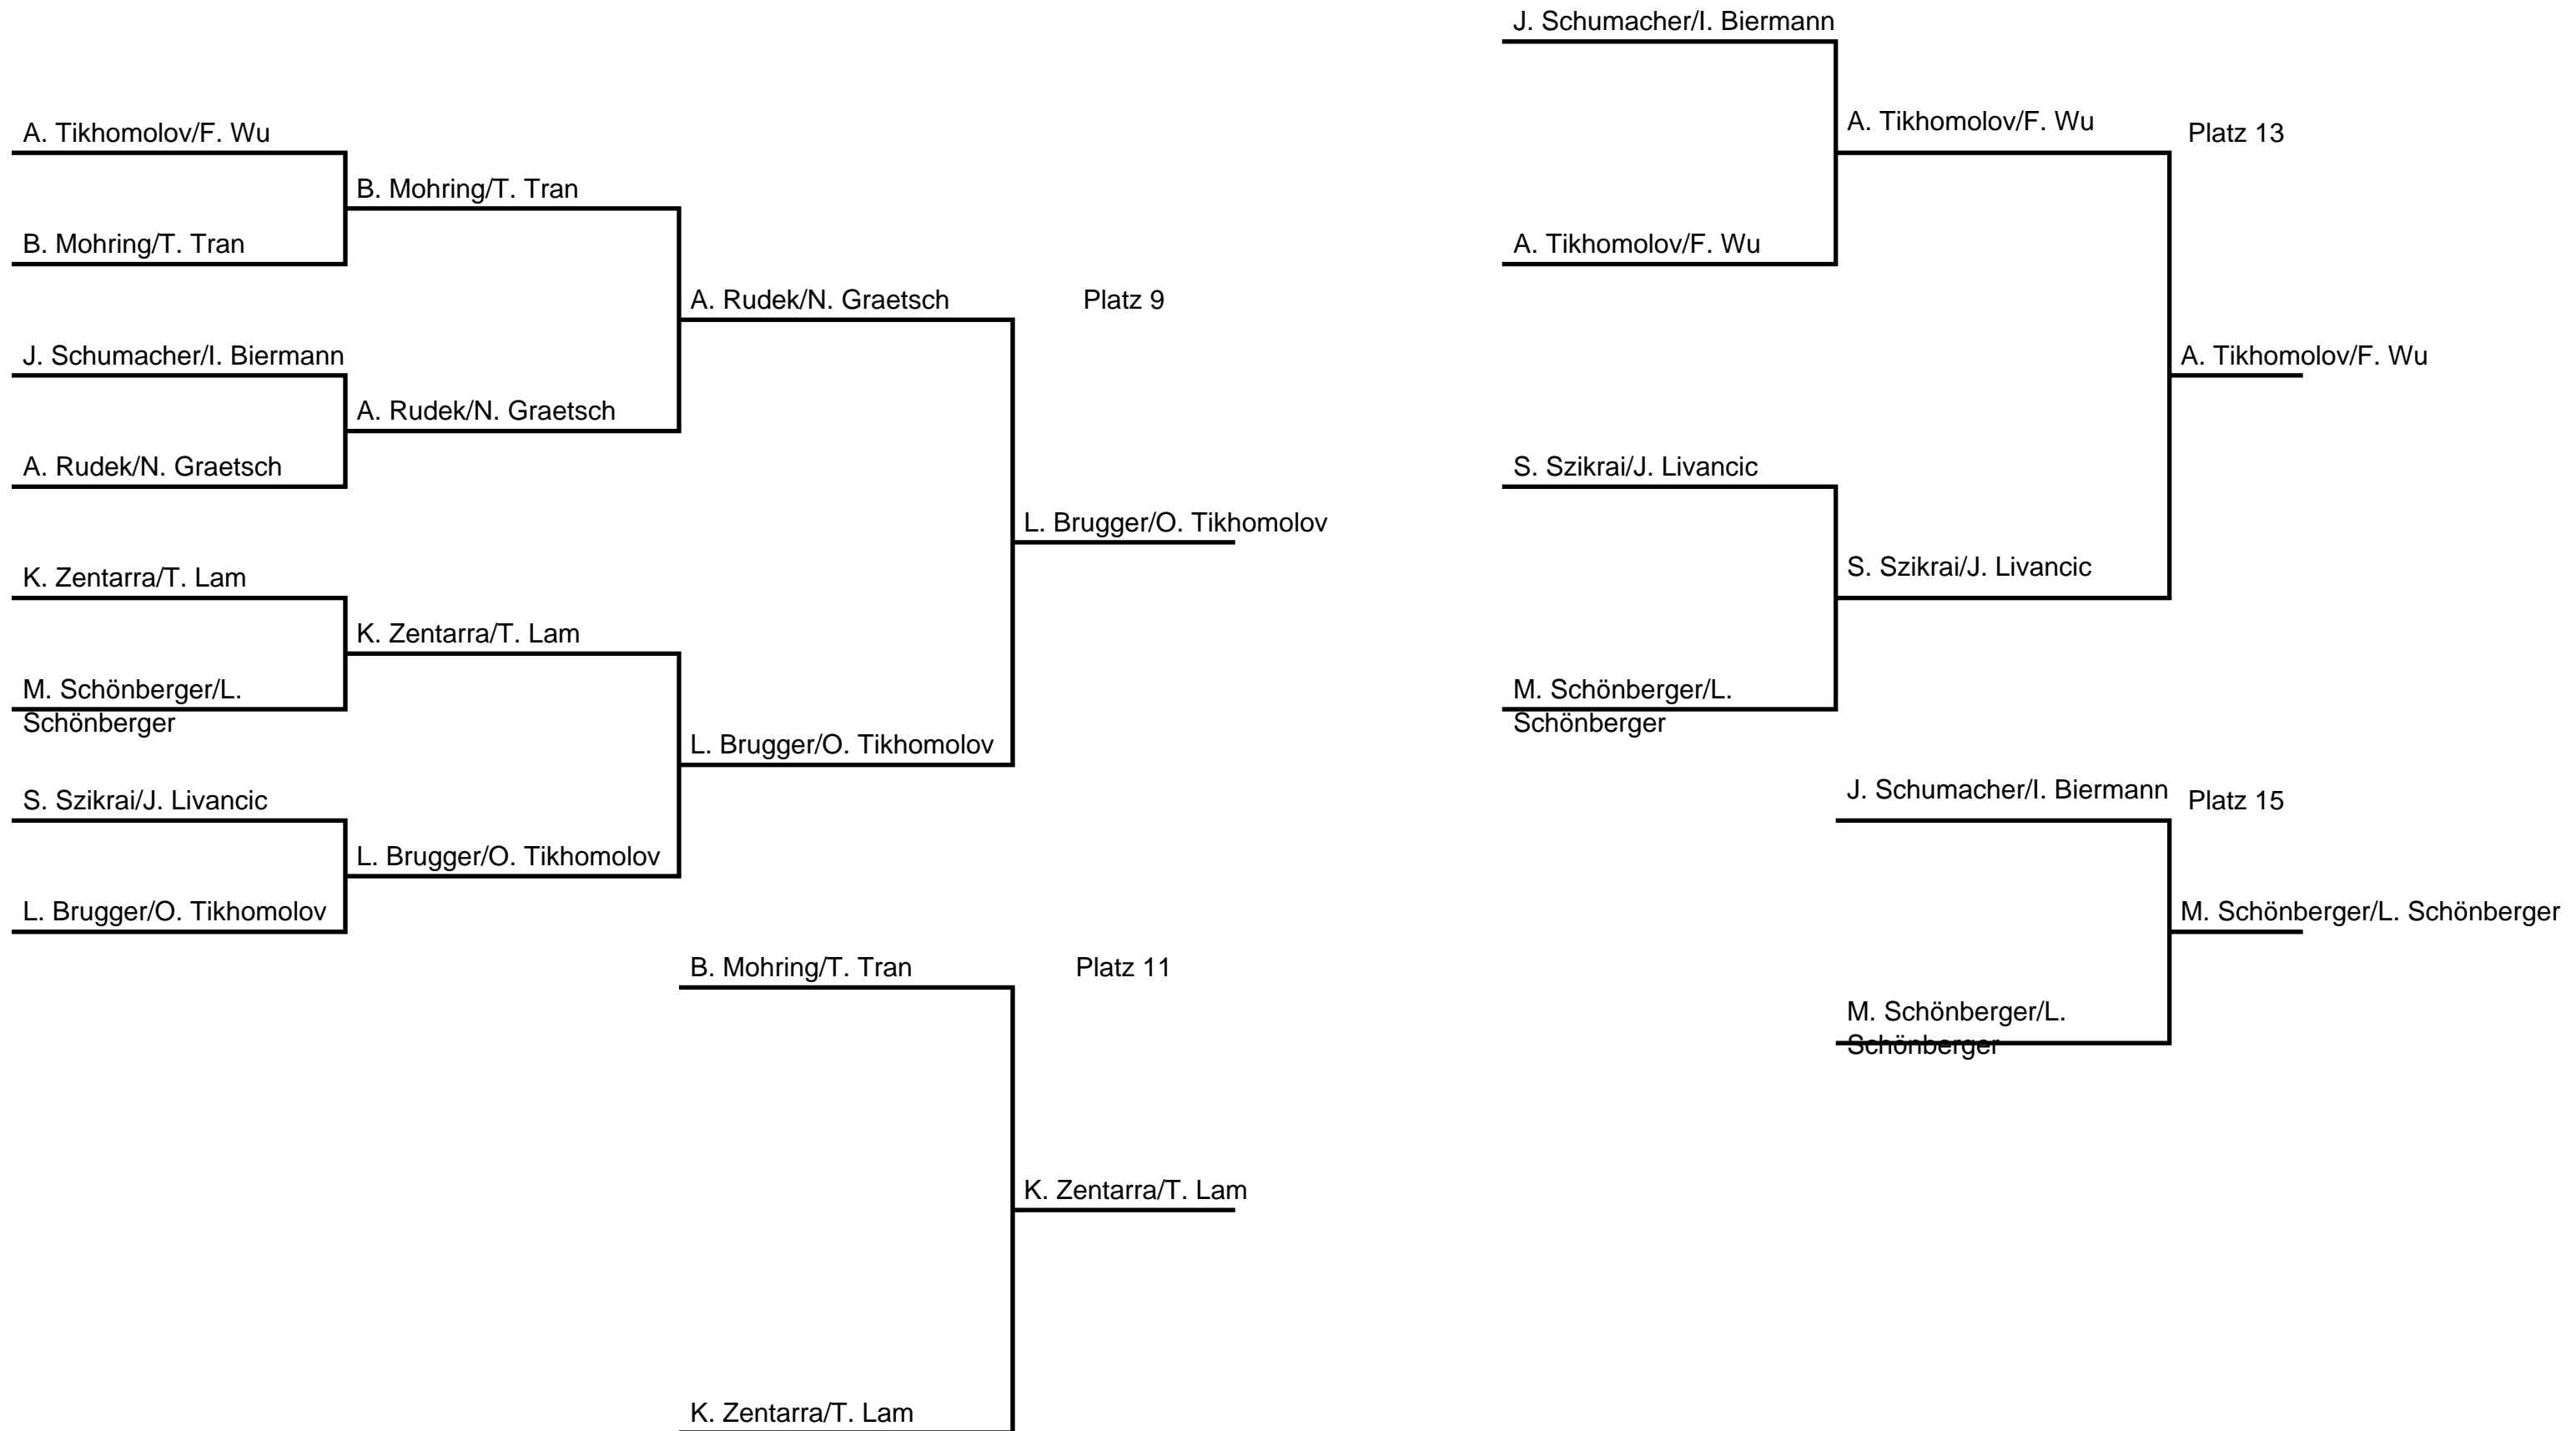 A. Tikhomolov/F. Wu
B. Mohring/T. Tran
B. Mohring/T. Tran
A. Rudek/N. Graetsch
Platz 9
J. Schumacher/I. Biermann
A. Rudek/N. Graetsch
A. Rudek/N. Graetsch
L. Brugger/O. Tikhomolov
K. Zentarra/T. Lam
K. Zentarra/T. Lam
M. Schönberger/L.
Schönberger
L. Brugger/O. Tikhomolov
S. Szikrai/J. Livancic
L. Brugger/O. Tikhomolov
L. Brugger/O. Tikhomolov
B. Mohring/T. Tran
Platz 11
K. Zentarra/T. Lam
K. Zentarra/T. Lam
J. Schumacher/I. Biermann
A. Tikhomolov/F. Wu
Platz 13
A. Tikhomolov/F. Wu
A. Tikhomolov/F. Wu
S. Szikrai/J. Livancic
S. Szikrai/J. Livancic
M. Schönberger/L.
Schönberger
J. Schumacher/I. Biermann
Platz 15
M. Schönberger/L. Schönberger
M. Schönberger/L.
Schönberger